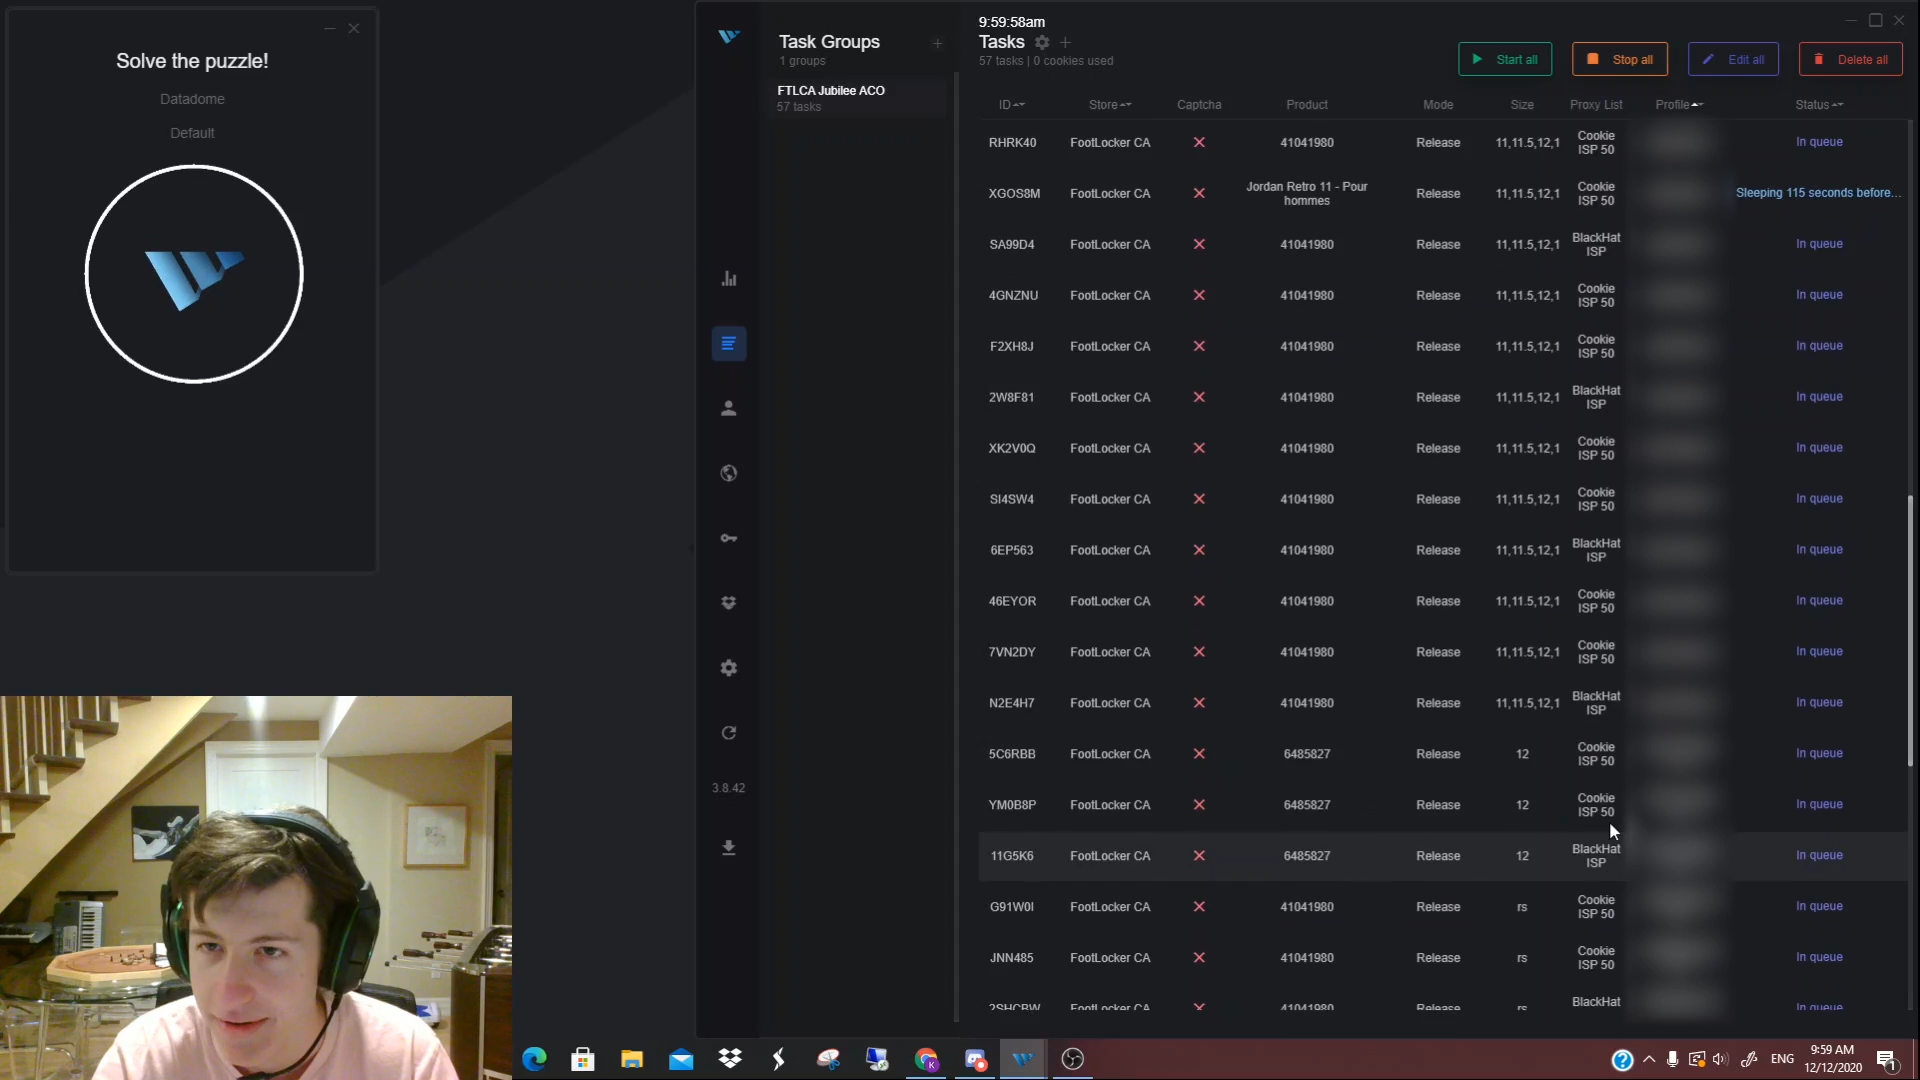 Solve the puzzle!
Datadome
Default
Task Groups
1 groups
FTLCA Jubilee ACO
57 tasks
9:59:58am
Tasks
57 tasks | 0 cookies used
Start all
Stop all
Edit all
Delete all
ID Store Captcha Product Mode Size Proxy List Profile Status
RHRK40 FootLocker CA 41041980 Release 11,11.5,12,1 Cookie ISP 50 In queue
XGOS8M FootLocker CA Jordan Retro 11 - Pour hommes Release 11,11.5,12,1 Cookie ISP 50 Sleeping 115 seconds before...
SA99D4 FootLocker CA 41041980 Release 11,11.5,12,1 BlackHat ISP In queue
4GNZNU FootLocker CA 41041980 Release 11,11.5,12,1 Cookie ISP 50 In queue
F2XH8J FootLocker CA 41041980 Release 11,11.5,12,1 Cookie ISP 50 In queue
2W8F81 FootLocker CA 41041980 Release 11,11.5,12,1 BlackHat ISP In queue
XK2V0Q FootLocker CA 41041980 Release 11,11.5,12,1 Cookie ISP 50 In queue
SI4SW4 FootLocker CA 41041980 Release 11,11.5,12,1 Cookie ISP 50 In queue
6EP563 FootLocker CA 41041980 Release 11,11.5,12,1 BlackHat ISP In queue
46EYOR FootLocker CA 41041980 Release 11,11.5,12,1 Cookie ISP 50 In queue
7VN2DY FootLocker CA 41041980 Release 11,11.5,12,1 Cookie ISP 50 In queue
N2E4H7 FootLocker CA 41041980 Release 11,11.5,12,1 BlackHat ISP In queue
5C6RBB FootLocker CA 6485827 Release 12 Cookie ISP 50 In queue
YM0B8P FootLocker CA 6485827 Release 12 Cookie ISP 50 In queue
11G5K6 FootLocker CA 6485827 Release 12 BlackHat ISP In queue
G91W0I FootLocker CA 41041980 Release rs Cookie ISP 50 In queue
JNN485 FootLocker CA 41041980 Release rs Cookie ISP 50 In queue
2SHCBW FootLocker CA 41041980 Release rs BlackHat In queue
3.8.42
ENG
9:59 AM
12/12/2020
1